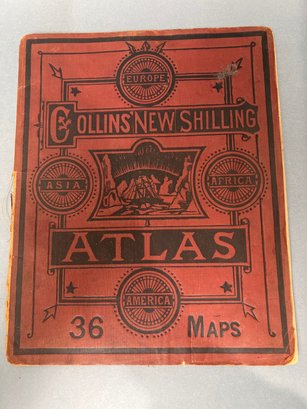 EUROPE
COLLINS' NEW SHILLING
ASIA
AFRICA
ATLAS
AMERICA
36 MAPS